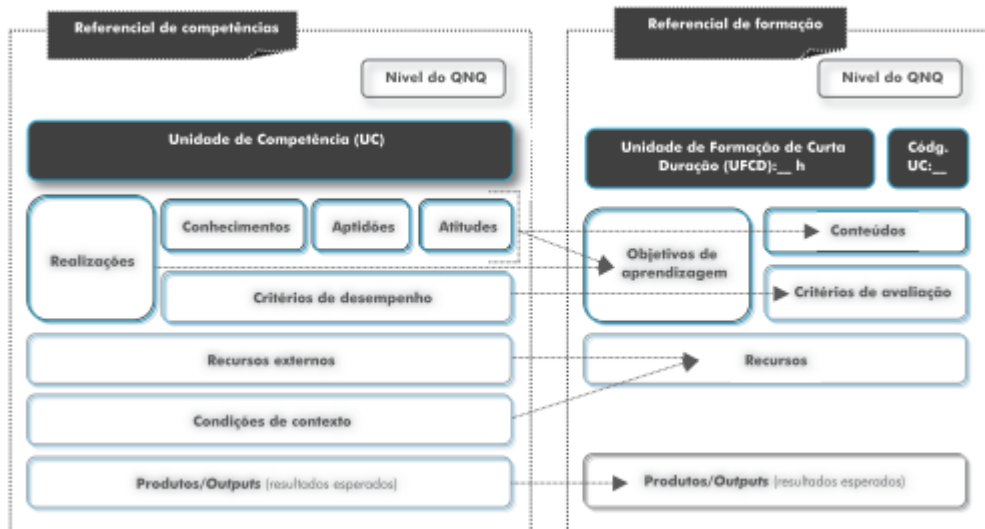 Referencial de competências
Nível do QNQ
Unidade de Competência (UC)
Realizações
Conhecimentos
Aptidões
Atitudes
Critérios de desempenho
Recursos externos
Condições de contexto
Produtos/Outputs (resultados esperados)
Referencial de formação
Nível do QNQ
Unidade de Formação de Curta
Duração (UFCD):__ h
Códg.
UC:__
Objetivos de
aprendizagem
Conteúdos
Critérios de avaliação
Recursos
Produtos/Outputs (resultados esperados)